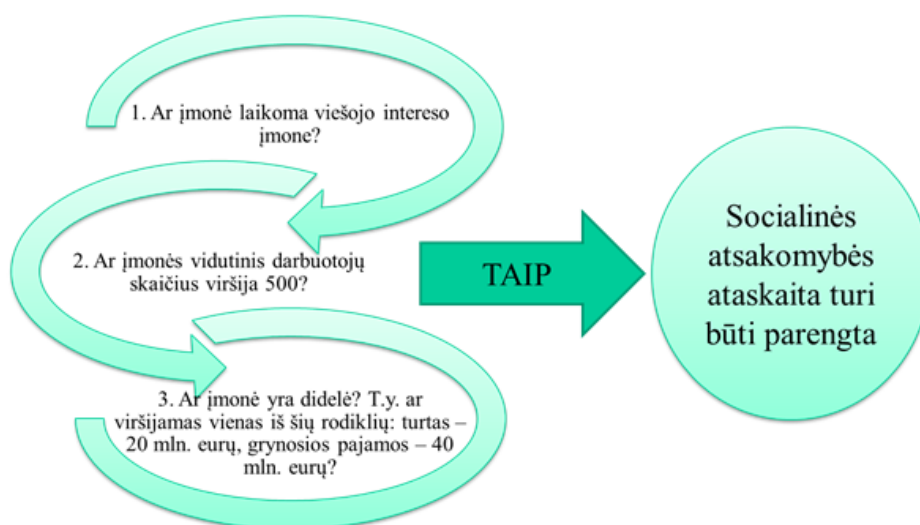 1. Ar įmonė laikoma viešojo intereso
įmone?
2. Ar įmonės vidutinis darbuotojų
skaičius viršija 500?
3. Ar įmonė yra didelė? T.y. ar
viršijamas vienas iš šių rodiklių: turtas –
20 mln. eurų, grynosios pajamos – 40
mln. eurų?
TAIP
Socialinės
atsakomybės
ataskaita turi
būti parengta